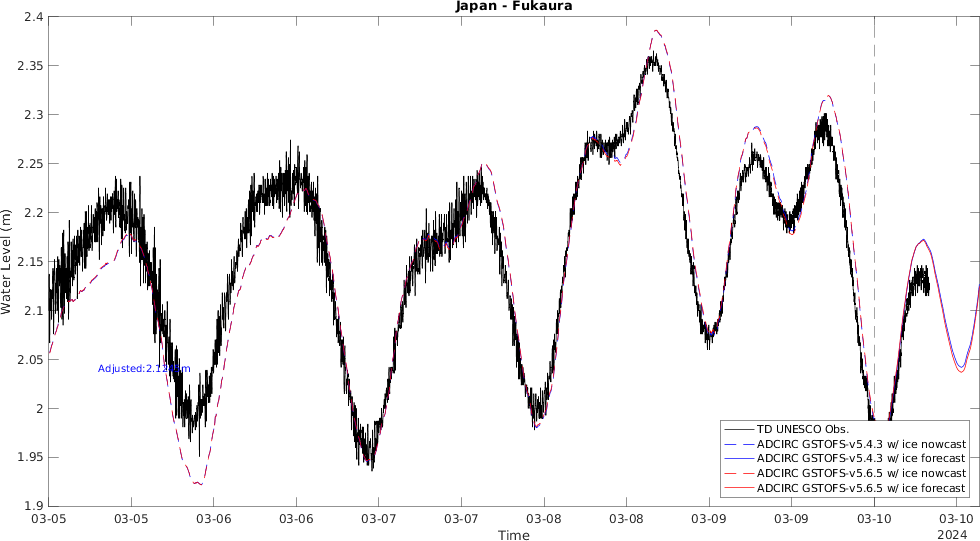 Japan - Fukaura
2.4
2.35
2.3
2.25
2.2
2.15
2.1
2.05
2
1.95
1.9
Water Level (m)
TD UNESCO Obs.
ADCIRC GSTOFS-v5.4.3 w/ ice nowcast
ADCIRC GSTOFS-v5.4.3 w/ ice forecast
ADCIRC GSTOFS-v5.6.5 w/ ice nowcast
ADCIRC GSTOFS-v5.6.5 w/ ice forecast
03-05 03-05 03-06 03-06 03-07 03-07 03-08 03-08 03-09 03-09 03-10 03-10
Time
2024